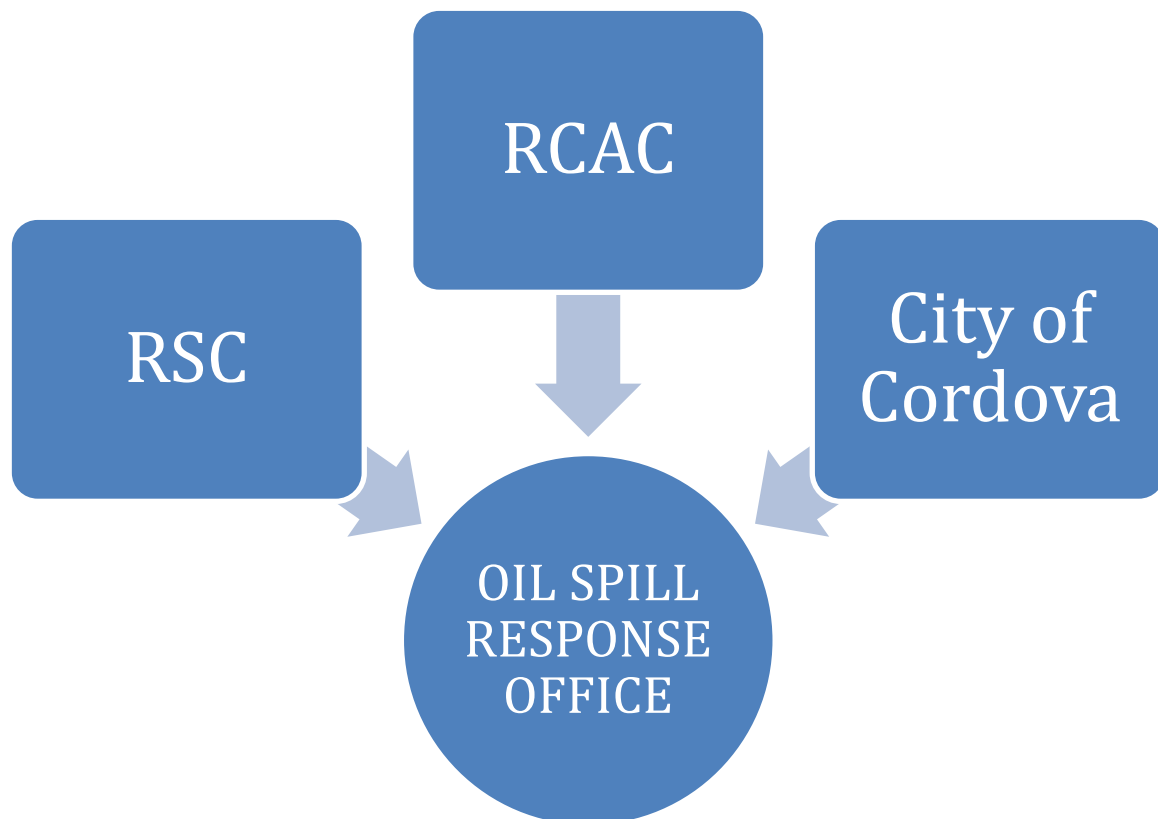 RCAC
RSC
City of
Cordova
OIL SPILL
RESPONSE
OFFICE